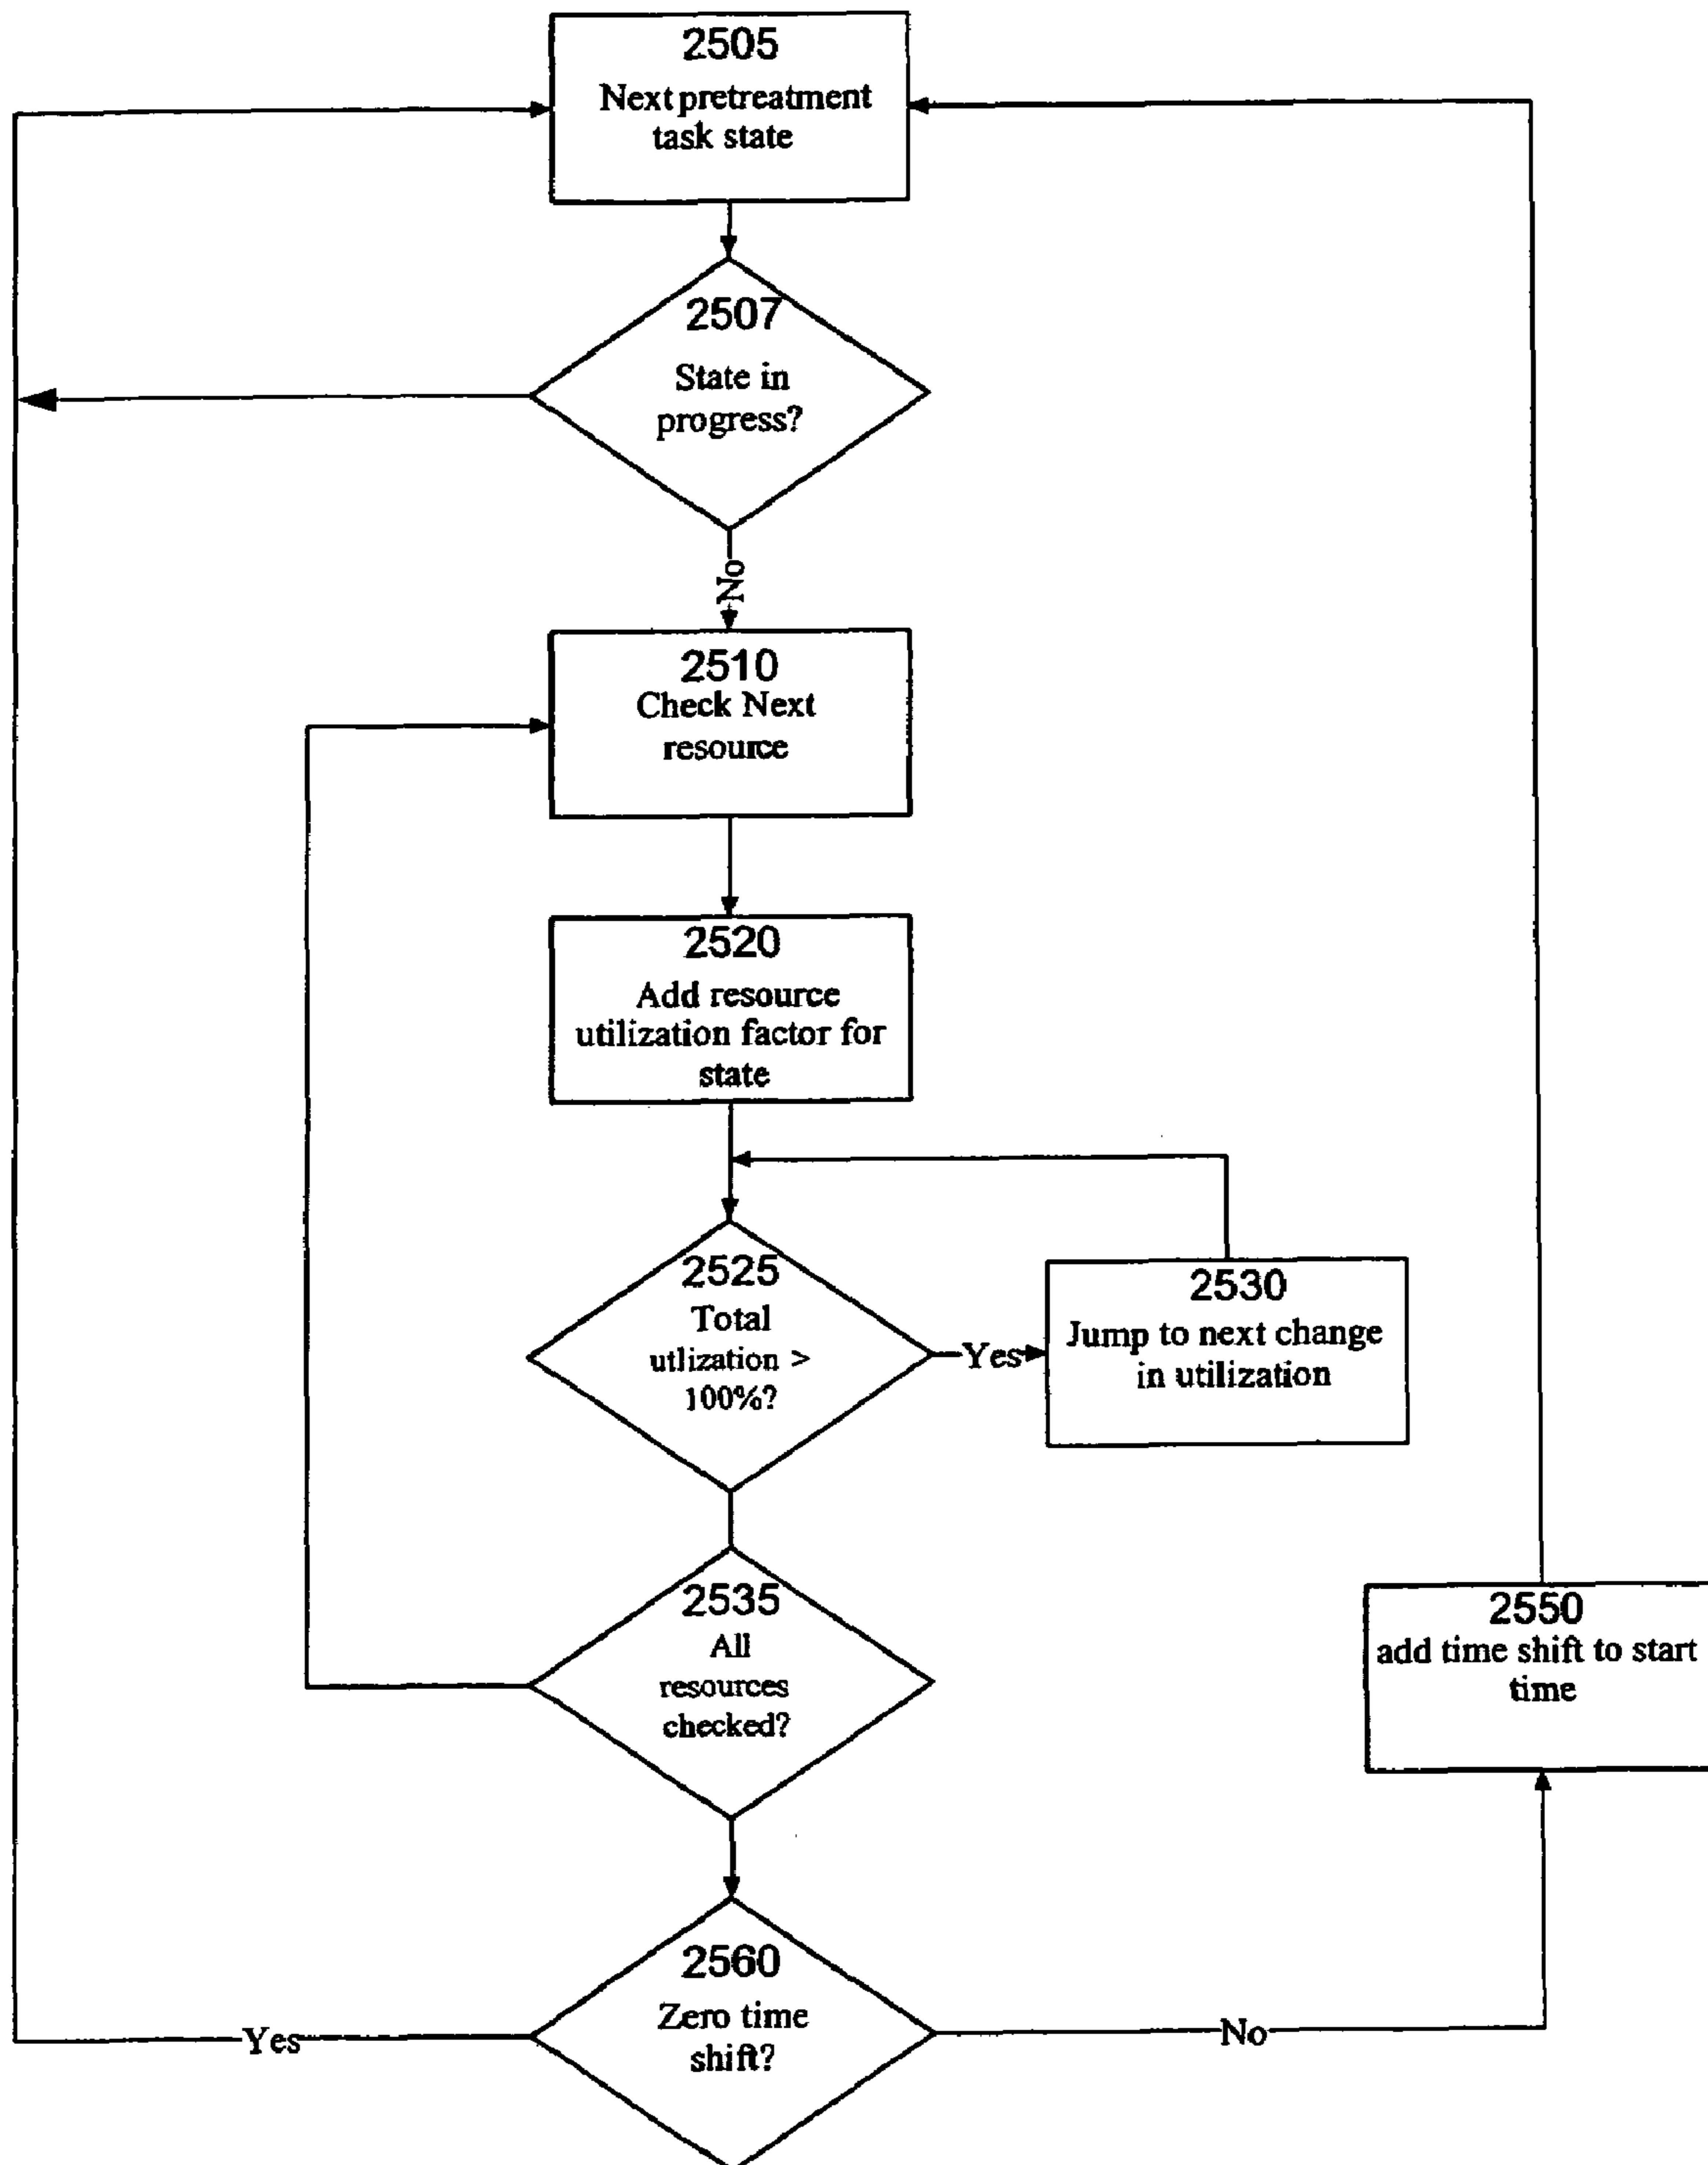 2505
Next pretreatment
task state
2507
State in
progress?
No
2510
Check Next
resource
2520
Add resource
utilization factor for
state
2525
Total
utlization >
100%?
Yes
2530
Jump to next change
in utilization
2535
All
resources
checked?
2550
add time shift to start
time
2560
Zero time
shift?
Yes
No